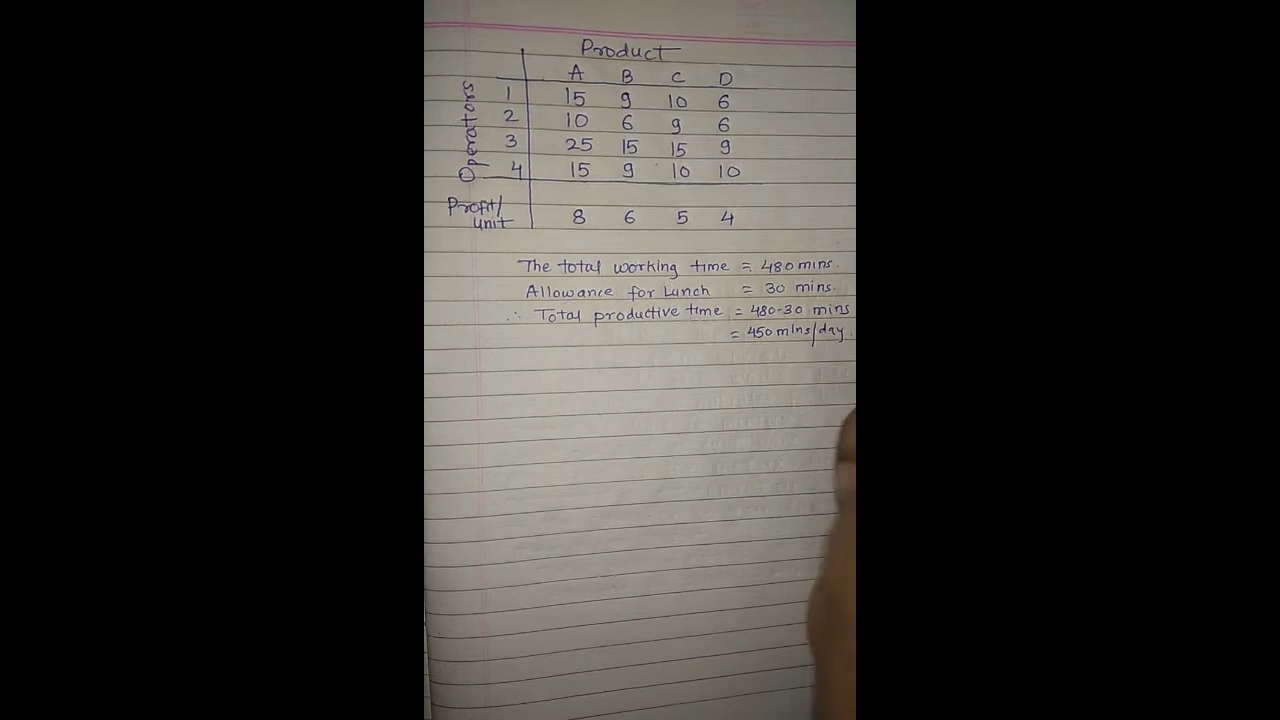 Product
A B C D
Operators
1 15 9 10 6
2 10 6 9 6
3 25 15 15 9
4 15 9 10 10
Profit/
unit 8 6 5 4
The total working time = 480 mins.
Allowance for Lunch = 30 mins.
∴ Total productive time = 480-30 mins
= 450 mins/day.